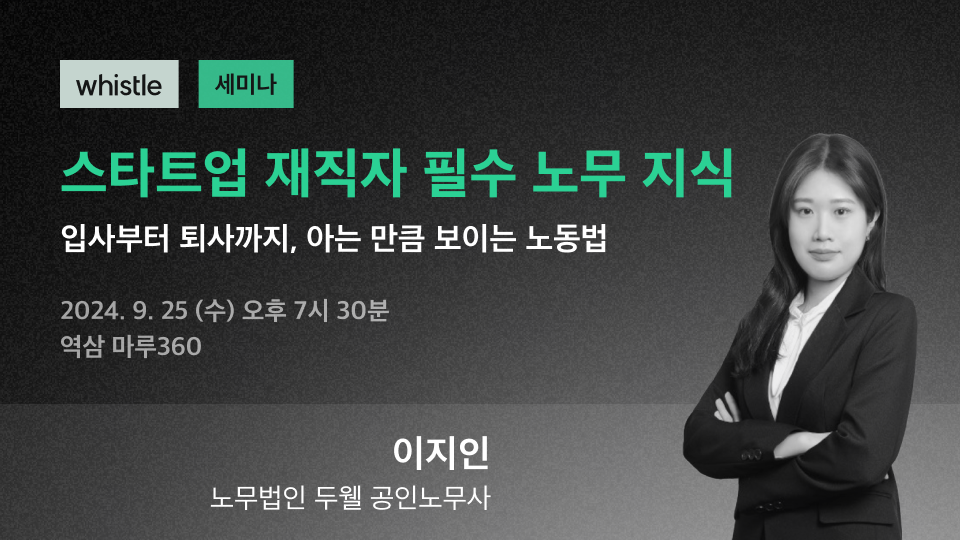 whistle 세미나
스타트업 재직자 필수 노무 지식
입사부터 퇴사까지, 아는 만큼 보이는 노동법
2024. 9. 25 (수) 오후 7시 30분
역삼 마루360
이지인
노무법인 두웰 공인노무사